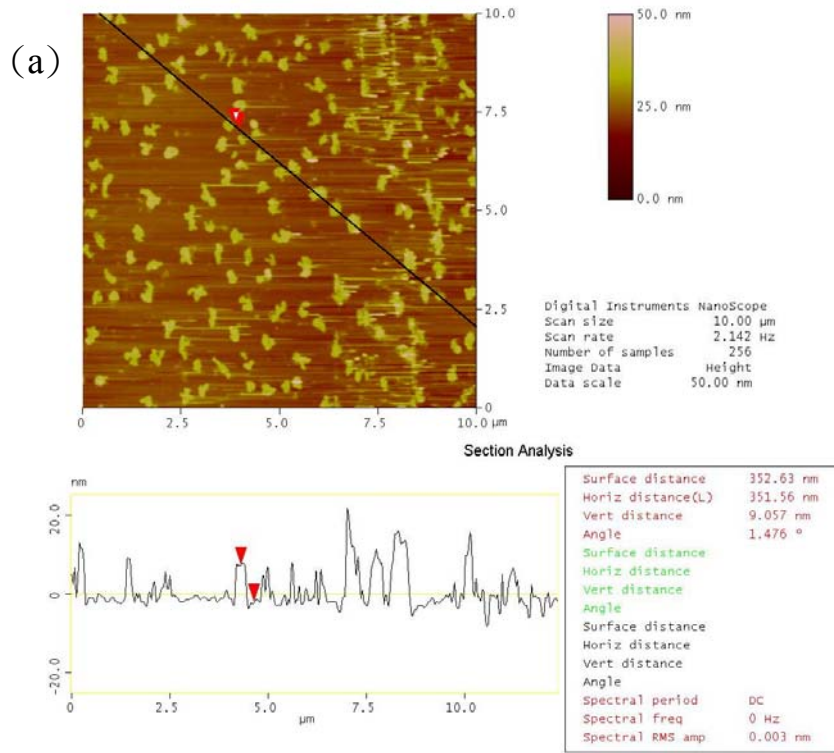 (a)
10.0
7.5
5.0
2.5
0
0
2.5
5.0
7.5
10.0
µm
50.0 nm
25.0 nm
0.0 nm
Digital Instruments NanoScope
Scan size 10.00 µm
Scan rate 2.142 Hz
Number of samples 256
Image Data Height
Data scale 50.00 nm
Section Analysis
nm
20.0
0
-20.0
0
2.5
5.0
7.5
10.0
µm
Surface distance 352.63 nm
Horiz distance(L) 351.56 nm
Vert distance 9.057 nm
Angle 1.476 º
Surface distance
Horiz distance
Vert distance
Angle
Surface distance
Horiz distance
Vert distance
Angle
Spectral period DC
Spectral freq 0 Hz
Spectral RMS amp 0.003 nm